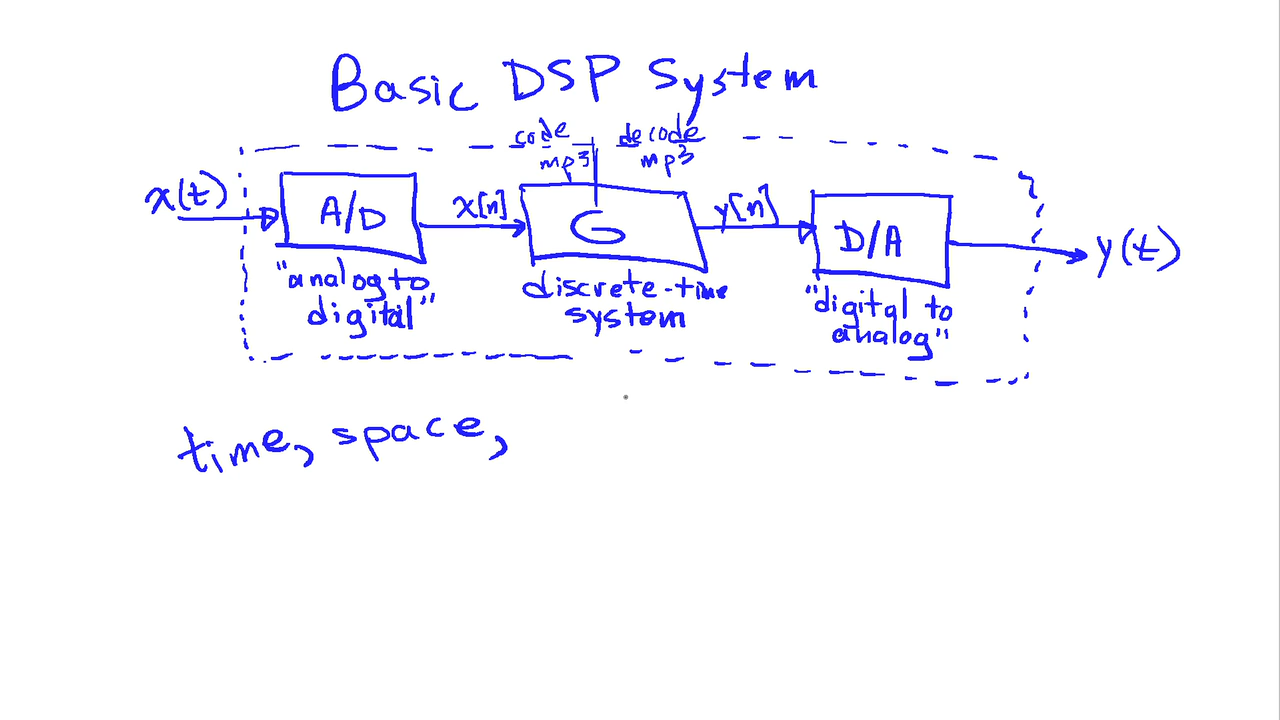 Basic DSP System
code
mp3
decode
mp3
x(t)
A/D
x[n]
G
y[n]
D/A
y(t)
"analog to
digital"
discrete-time
system
"digital to
analog"
time, space,